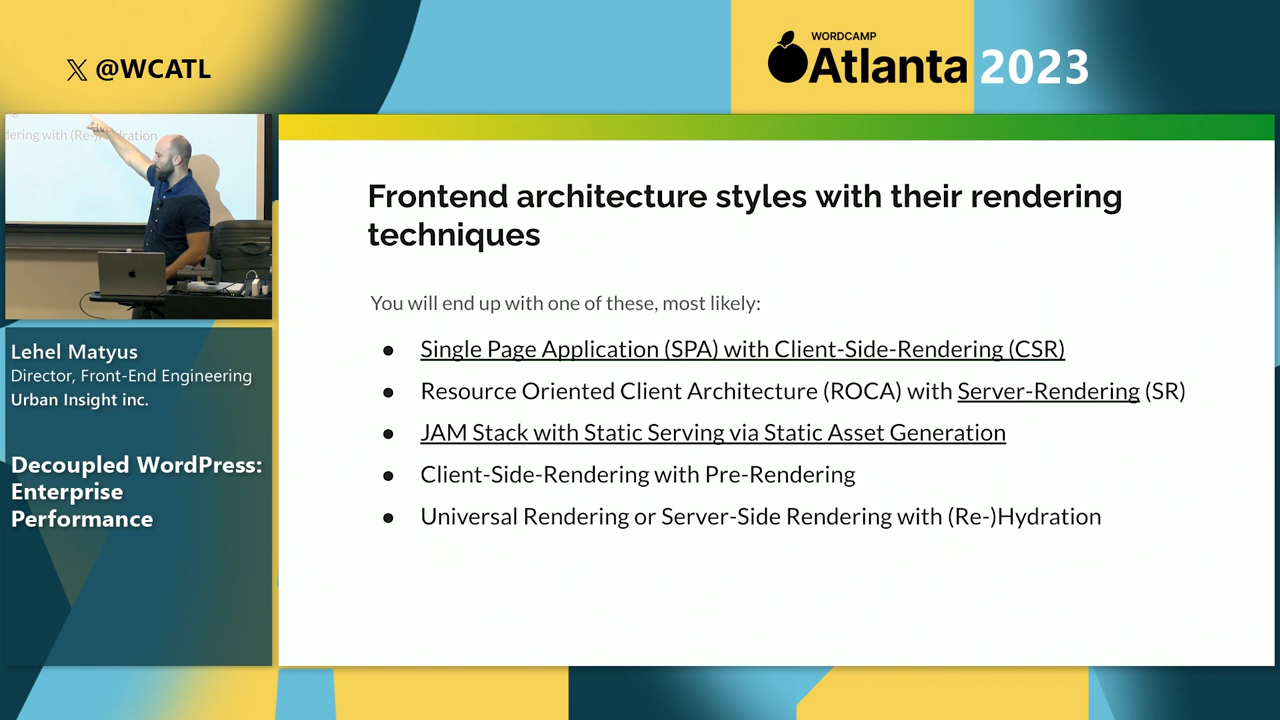 𝕏 @WCATL
WORDCAMP
Atlanta 2023
dering with (Re-)Hydration
Lehel Matyus
Director, Front-End Engineering
Urban Insight inc.
Decoupled WordPress:
Enterprise
Performance
Frontend architecture styles with their rendering
techniques
You will end up with one of these, most likely:
● Single Page Application (SPA) with Client-Side-Rendering (CSR)
● Resource Oriented Client Architecture (ROCA) with Server-Rendering (SR)
● JAM Stack with Static Serving via Static Asset Generation
● Client-Side-Rendering with Pre-Rendering
● Universal Rendering or Server-Side Rendering with (Re-)Hydration